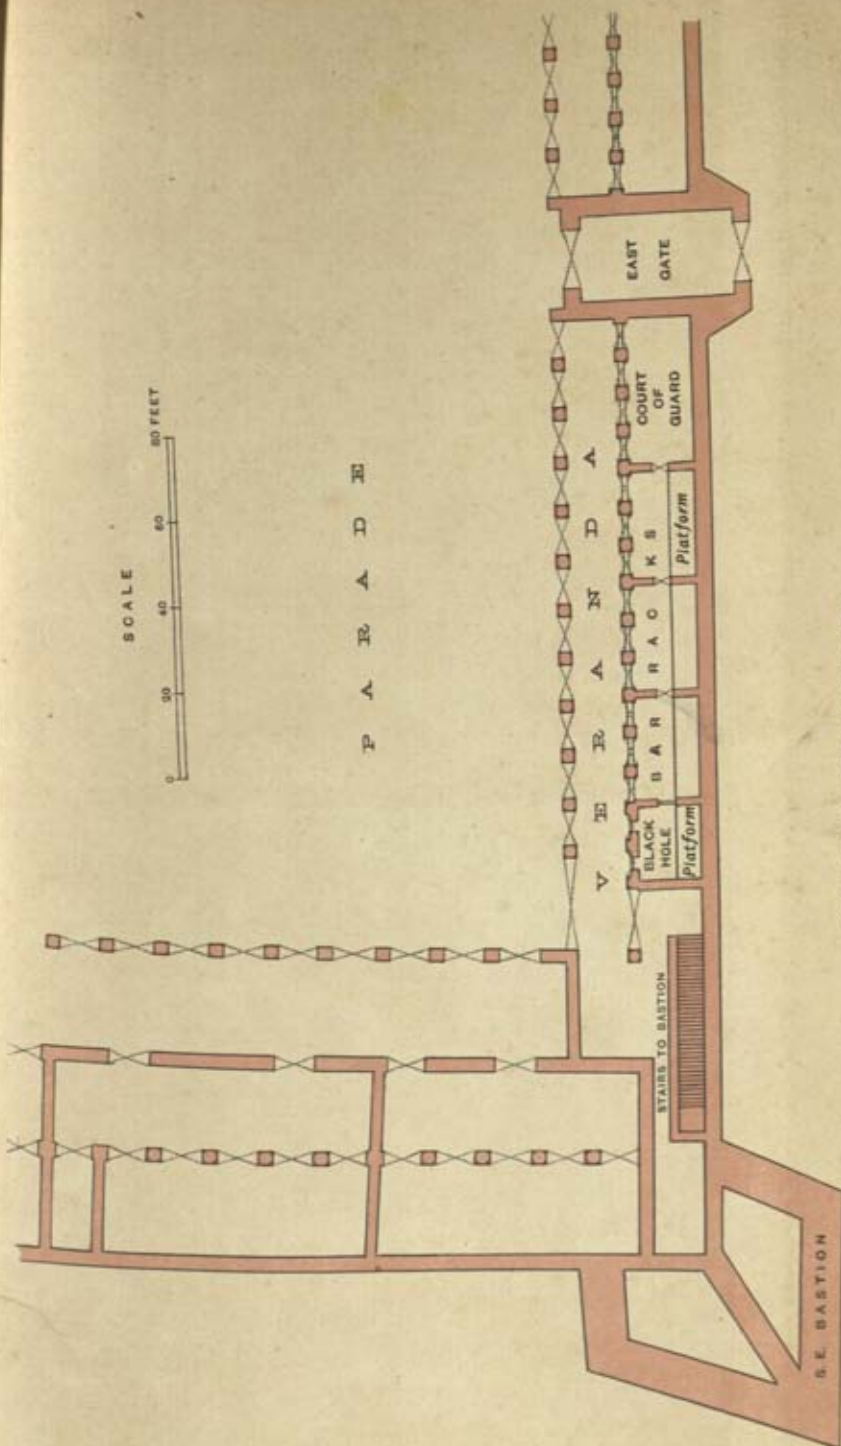 SCALE
0 20 40 60 80 FEET
PARADE
VERANDA
EAST
GATE
COURT
OF
GUARD
BARRACKS
Platform
BLACK
HOLE
Platform
STAIRS TO BASTION
S.E. BASTION